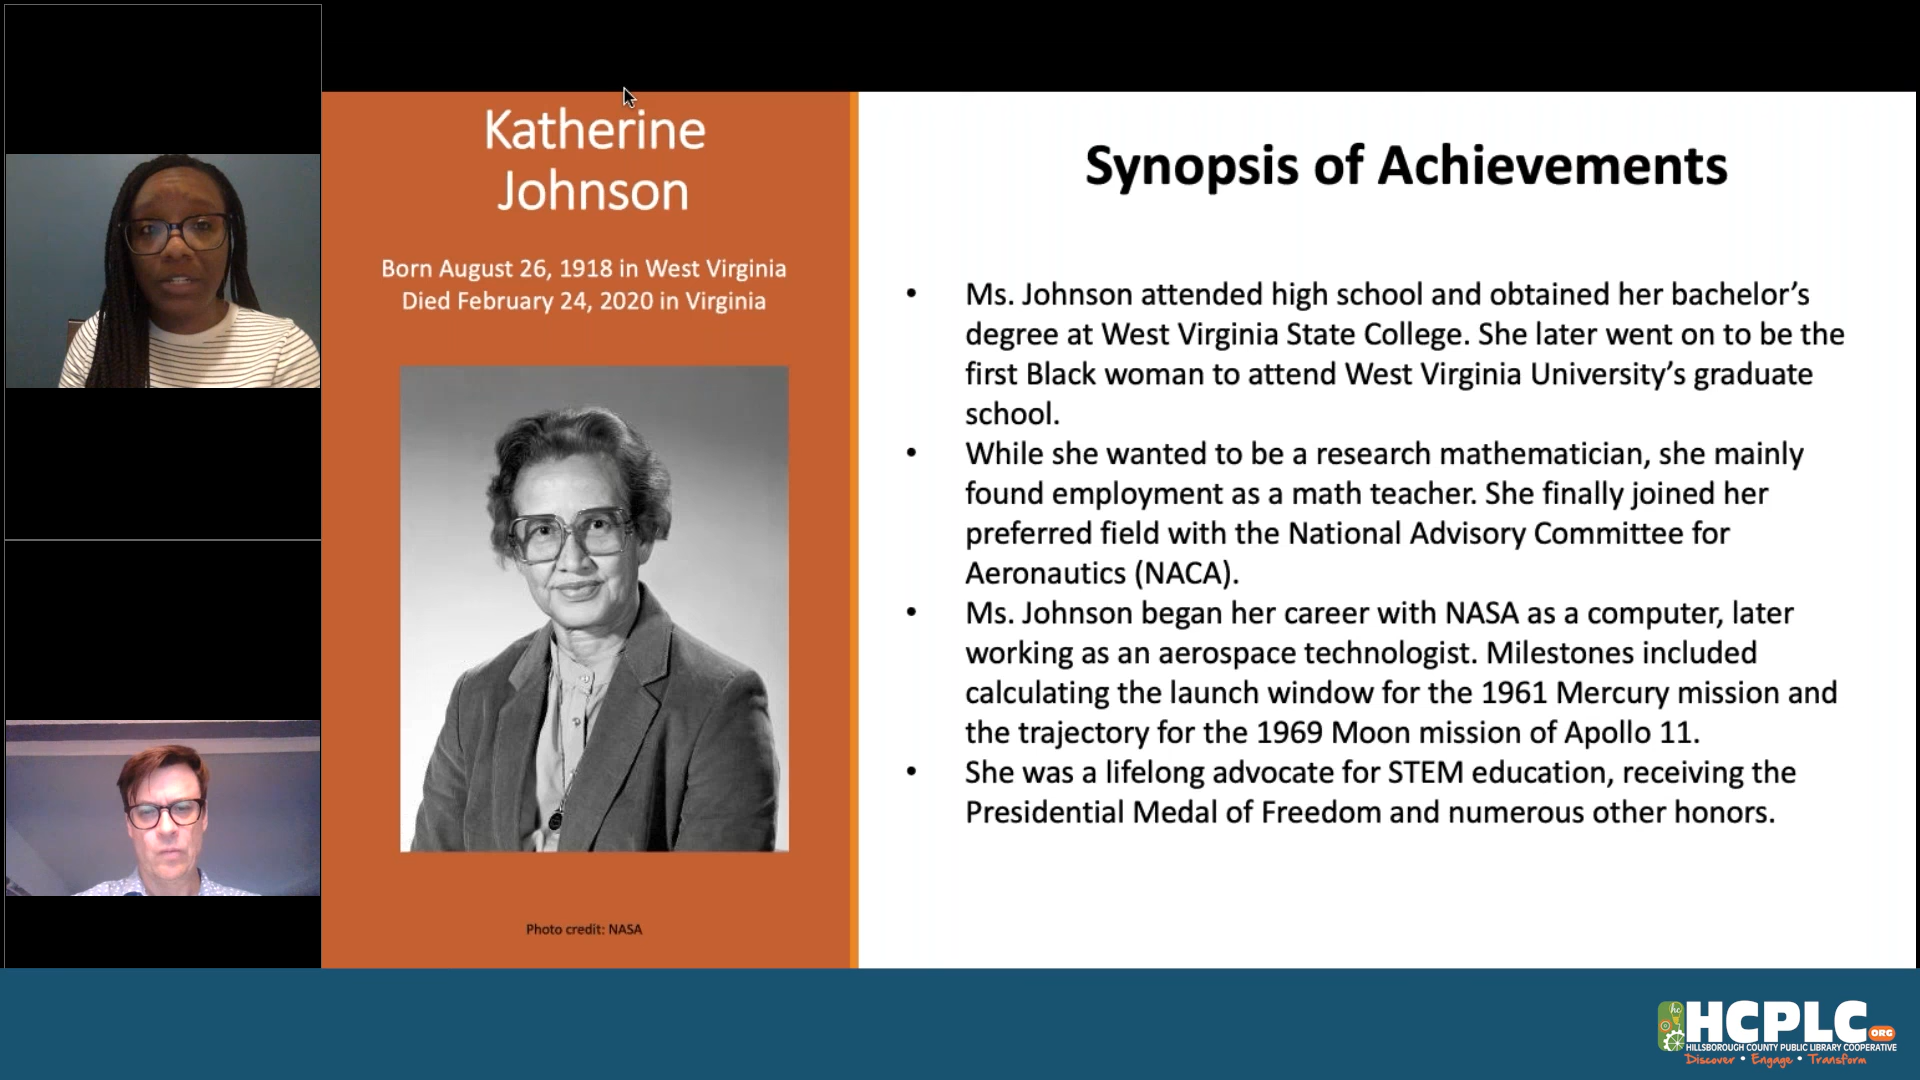 Katherine
Johnson
Born August 26, 1918 in West Virginia
Died February 24, 2020 in Virginia
Photo credit: NASA
Synopsis of Achievements
• Ms. Johnson attended high school and obtained her bachelor's
degree at West Virginia State College. She later went on to be the
first Black woman to attend West Virginia University's graduate
school.
• While she wanted to be a research mathematician, she mainly
found employment as a math teacher. She finally joined her
preferred field with the National Advisory Committee for
Aeronautics (NACA).
• Ms. Johnson began her career with NASA as a computer, later
working as an aerospace technologist. Milestones included
calculating the launch window for the 1961 Mercury mission and
the trajectory for the 1969 Moon mission of Apollo 11.
• She was a lifelong advocate for STEM education, receiving the
Presidential Medal of Freedom and numerous other honors.
hc
HCPLC.ORG
HILLSBOROUGH COUNTY PUBLIC LIBRARY COOPERATIVE
Discover • Engage • Transform